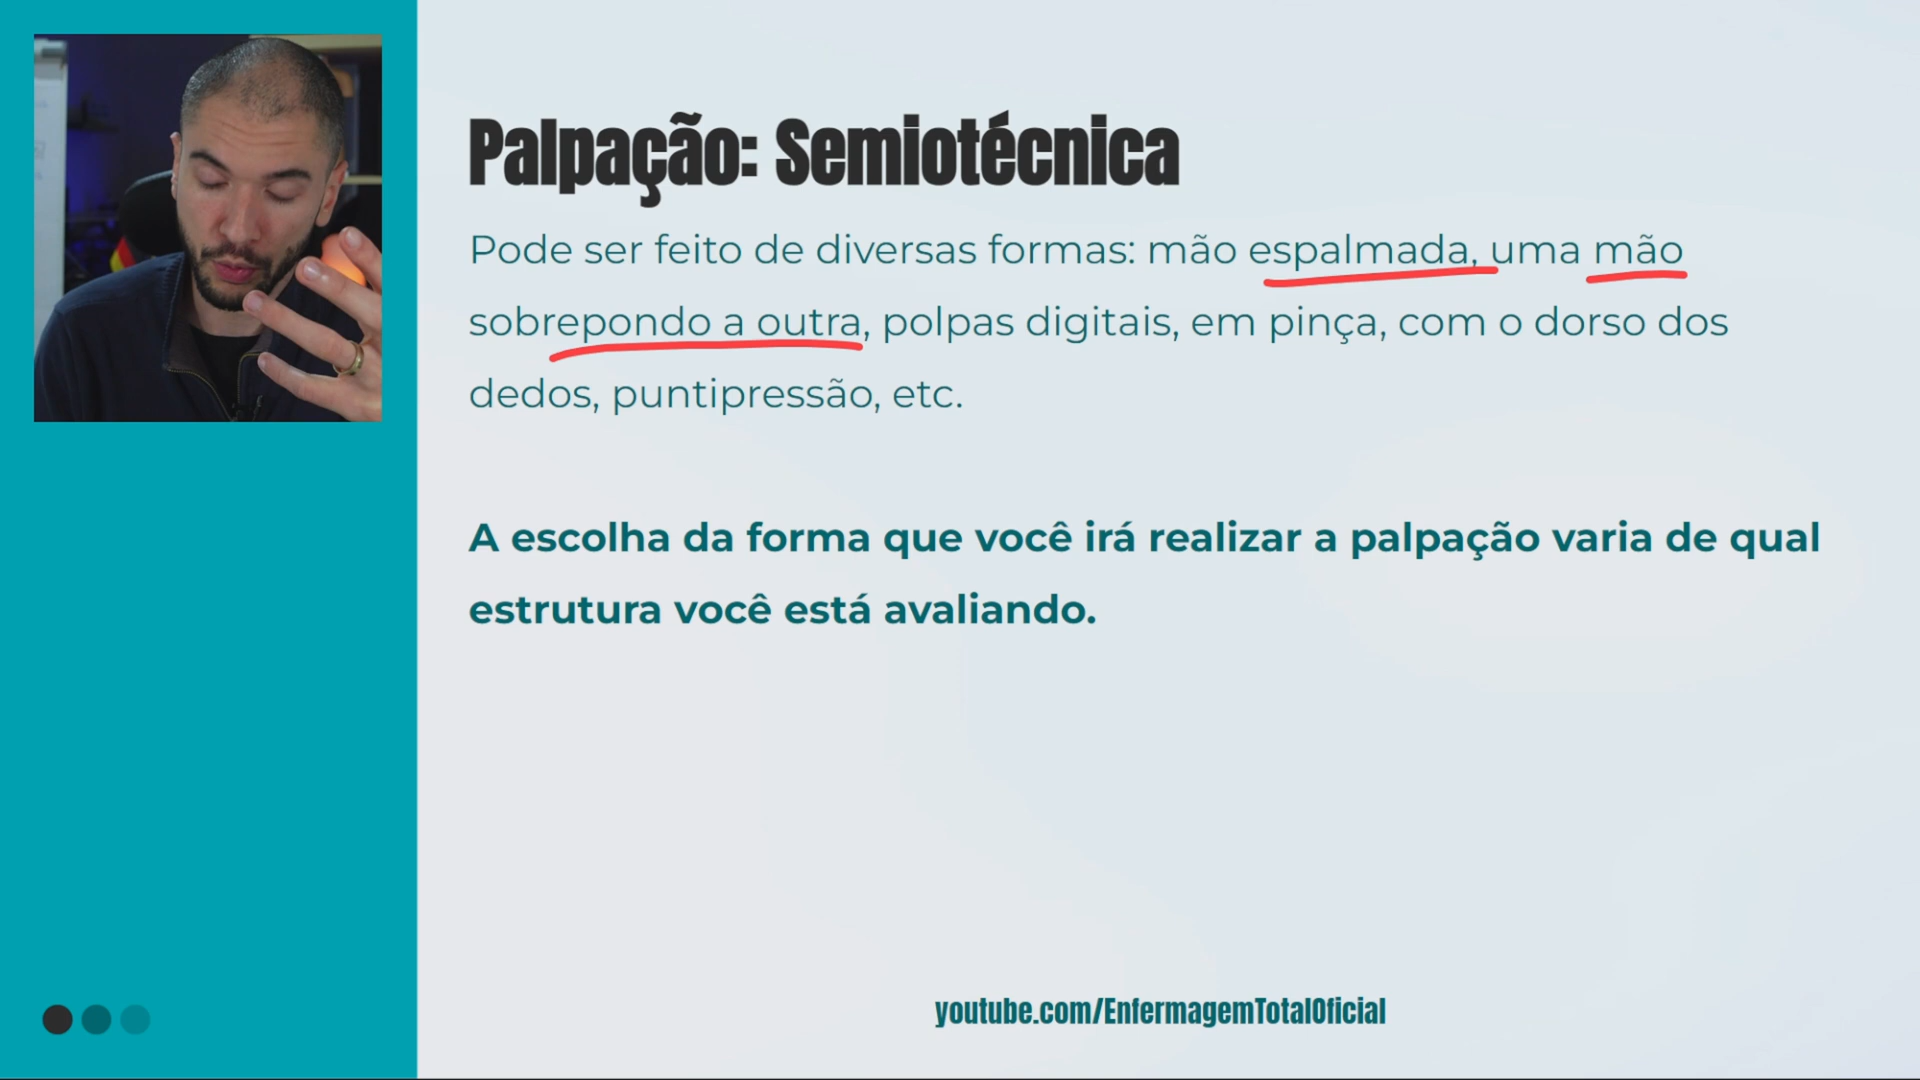 Palpação: Semiotécnica
Pode ser feito de diversas formas: mão espalmada, uma mão
sobrepondo a outra, polpas digitais, em pinça, com o dorso dos
dedos, puntipressão, etc.
A escolha da forma que você irá realizar a palpação varia de qual
estrutura você está avaliando.
youtube.com/EnfermagemTotalOficial